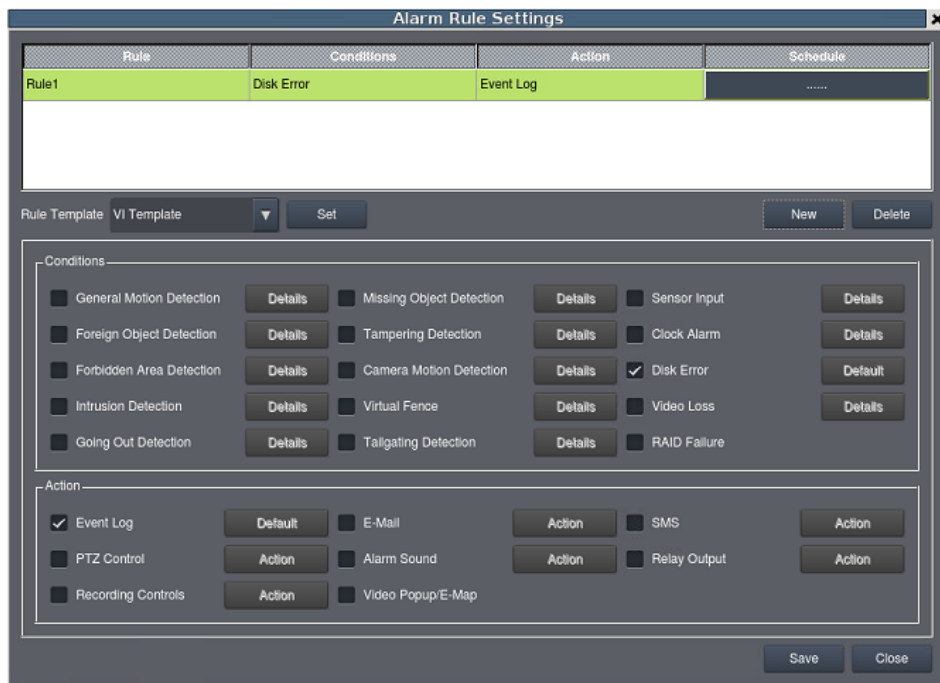 Alarm Rule Settings
Rule Conditions Action Schedule
Rule1 Disk Error Event Log ......
Rule Template VI Template Set New Delete
Conditions
General Motion Detection Details Missing Object Detection Details Sensor Input Details
Foreign Object Detection Details Tampering Detection Details Clock Alarm Details
Forbidden Area Detection Details Camera Motion Detection Details Disk Error Default
Intrusion Detection Details Virtual Fence Details Video Loss Details
Going Out Detection Details Tailgating Detection Details RAID Failure
Action
Event Log Default E-Mail Action SMS Action
PTZ Control Action Alarm Sound Action Relay Output Action
Recording Controls Action Video Popup/E-Map
Save Close